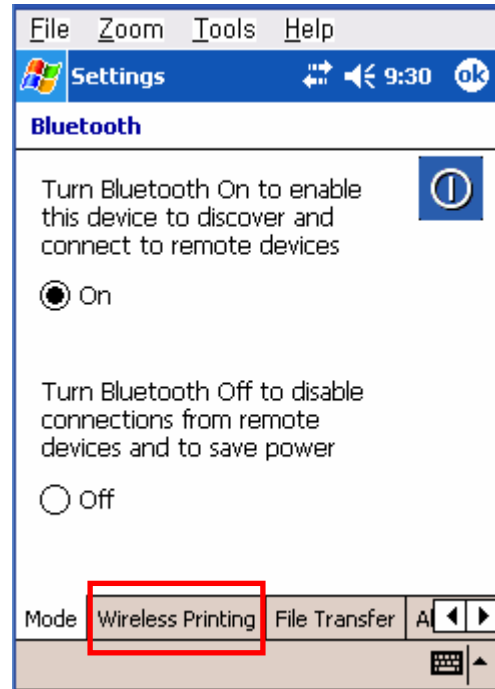 File Zoom Tools Help
Settings 9:30 ok
Bluetooth
Turn Bluetooth On to enable
this device to discover and
connect to remote devices
On
Turn Bluetooth Off to disable
connections from remote
devices and to save power
Off
Mode Wireless Printing File Transfer